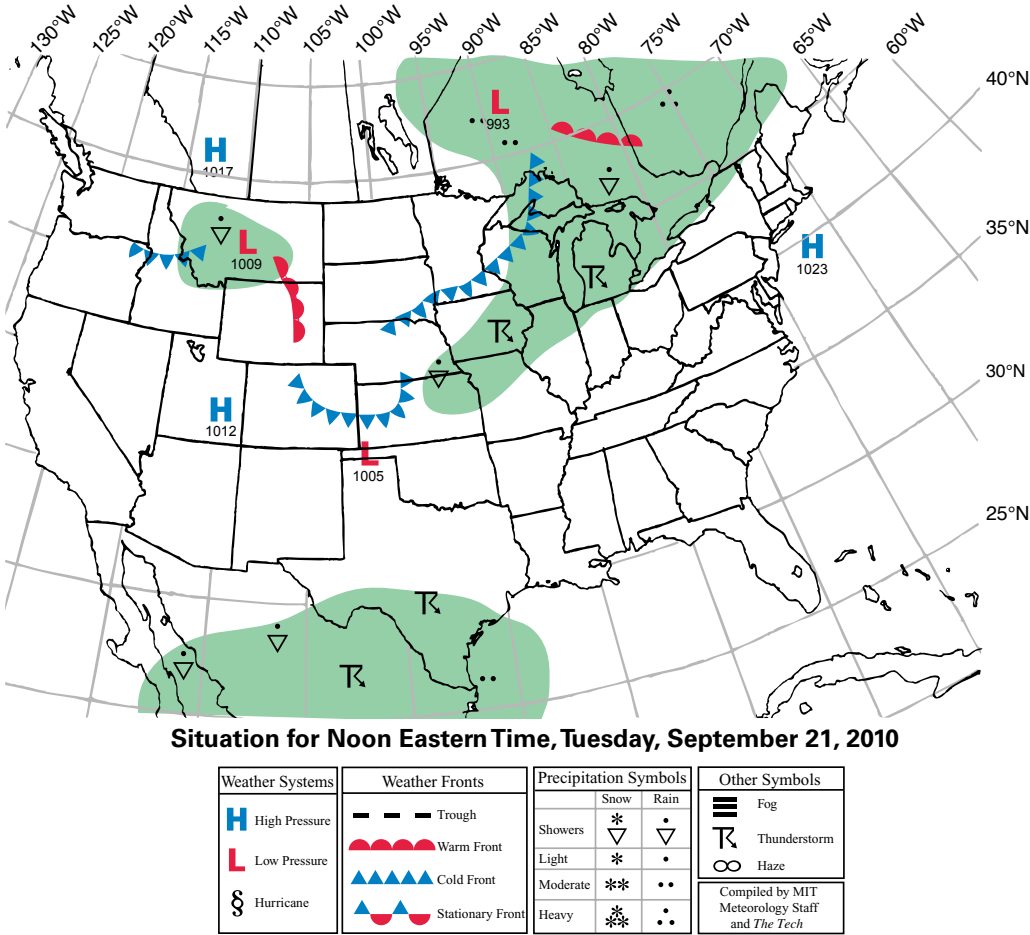 130°W 125°W 120°W 115°W 110°W 105°W 100°W 95°W 90°W 85°W 80°W 75°W 70°W 65°W 60°W
40°N
L
993
H
1017
35°N
L
1009
H
1023
30°N
H
1012
L
1005
25°N
Situation for Noon Eastern Time, Tuesday, September 21, 2010
Weather Systems
H High Pressure
L Low Pressure
Hurricane
Weather Fronts
Trough
Warm Front
Cold Front
Stationary Front
Precipitation Symbols
Snow Rain
Showers
Light
Moderate
Heavy
Other Symbols
Fog
Thunderstorm
Haze
Compiled by MIT
Meteorology Staff
and The Tech